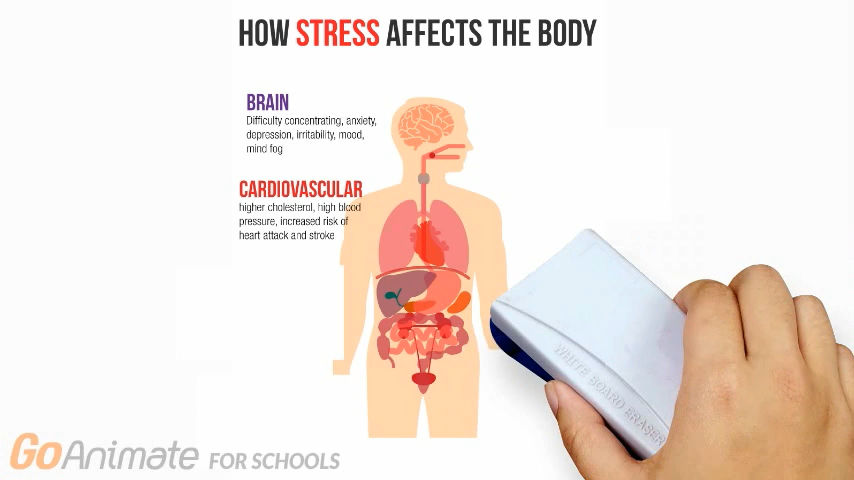 HOW STRESS AFFECTS THE BODY
BRAIN
Difficulty concentrating, anxiety,
depression, irritability, mood,
mind fog
CARDIOVASCULAR
higher cholesterol, high blood
pressure, increased risk of
heart attack and stroke
WHITE BOARD ERASER
GoAnimate FOR SCHOOLS